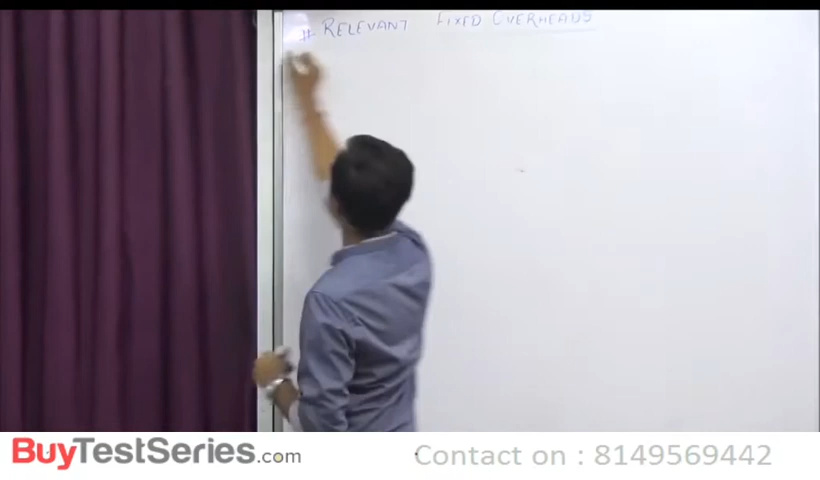 # RELEVANT FIXED OVERHEADS
BuyTestSeries.com
Contact on : 8149569442